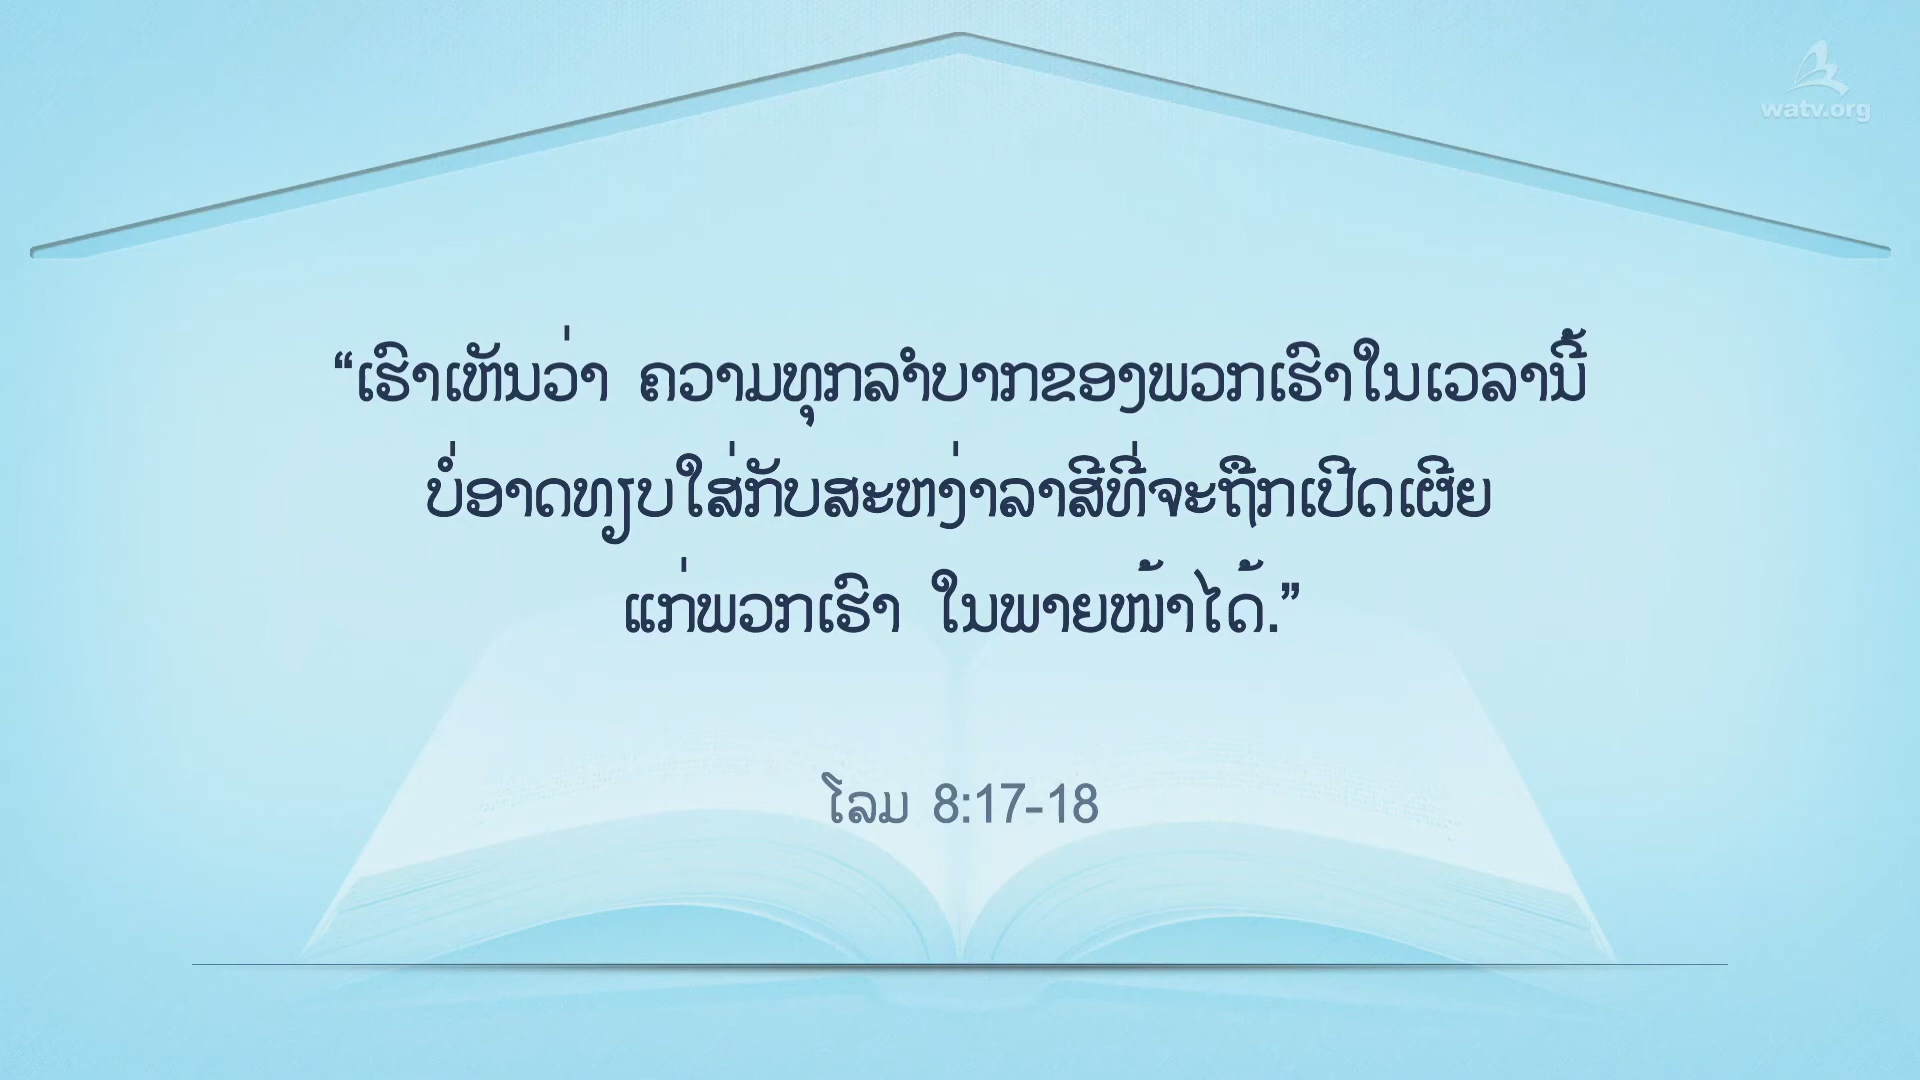 watv.org
“ເຮົາເຫັນວ່າ ຄວາມທຸກລຳບາກຂອງພວກເຮົາໃນເວລານີ້
ບໍ່ອາດທຽບໃສ່ກັບສະຫງ່າລາສີທີ່ຈະຖືກເປີດເຜີຍ
ແກ່ພວກເຮົາ ໃນພາຍໜ້າໄດ້.”
ໂລມ 8:17-18